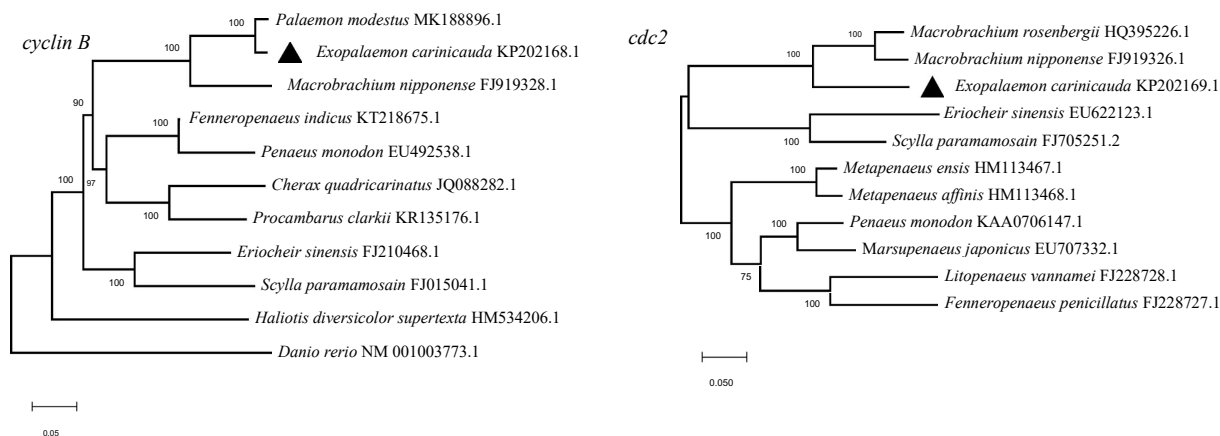 cyclin B
100
Palaemon modestus MK188896.1
100
Exopalaemon carinicauda KP202168.1
Macrobrachium nipponense FJ919328.1
90
100
Fenneropenaeus indicus KT218675.1
Penaeus monodon EU492538.1
100
97
Cherax quadricarinatus JQ088282.1
100
Procambarus clarkii KR135176.1
Eriocheir sinensis FJ210468.1
100
Scylla paramamosain FJ015041.1
Haliotis diversicolor supertexta HM534206.1
Danio rerio NM 001003773.1
0.05
cdc2
100
Macrobrachium rosenbergii HQ395226.1
100
Macrobrachium nipponense FJ919326.1
Exopalaemon carinicauda KP202169.1
Eriocheir sinensis EU622123.1
100
Scylla paramamosain FJ705251.2
100
Metapenaeus ensis HM113467.1
Metapenaeus affinis HM113468.1
100
100
Penaeus monodon KAA0706147.1
Marsupenaeus japonicus EU707332.1
75
Litopenaeus vannamei FJ228728.1
100
Fenneropenaeus penicillatus FJ228727.1
0.050